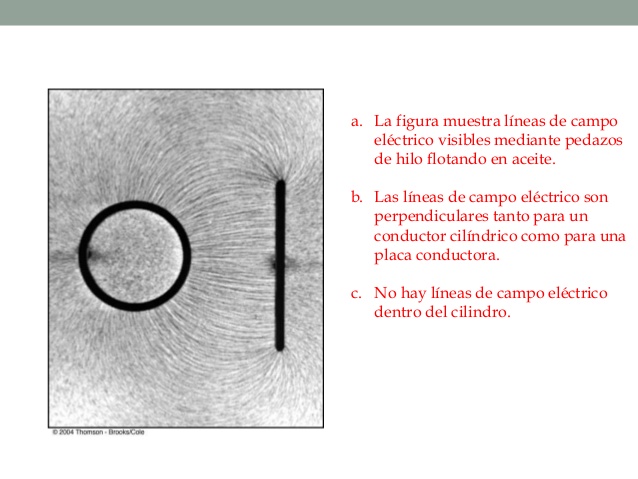 a. La figura muestra líneas de campo
eléctrico visibles mediante pedazos
de hilo flotando en aceite.
b. Las líneas de campo eléctrico son
perpendiculares tanto para un
conductor cilíndrico como para una
placa conductora.
c. No hay líneas de campo eléctrico
dentro del cilindro.
© 2004 Thomson - Brooks/Cole